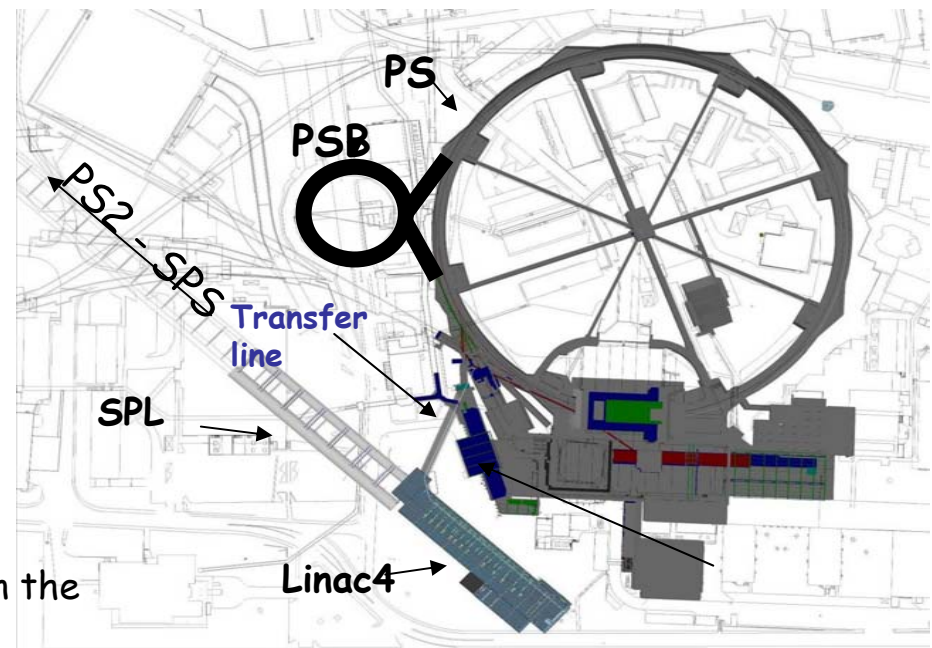 PS
PSB
PS2 - SPS
Transfer
line
SPL
Linac4
the